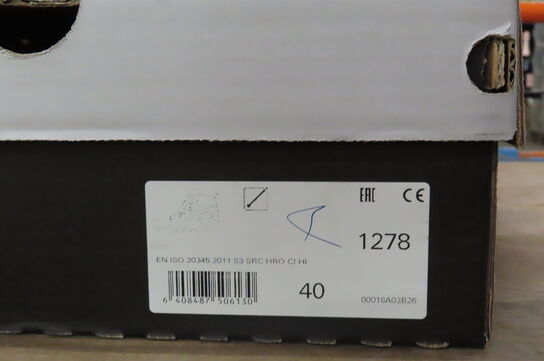 EAC CE
1278
EN ISO 20345:2011 S3 SRC HRO CI HI
6 408487 506130
40
00018A03B26